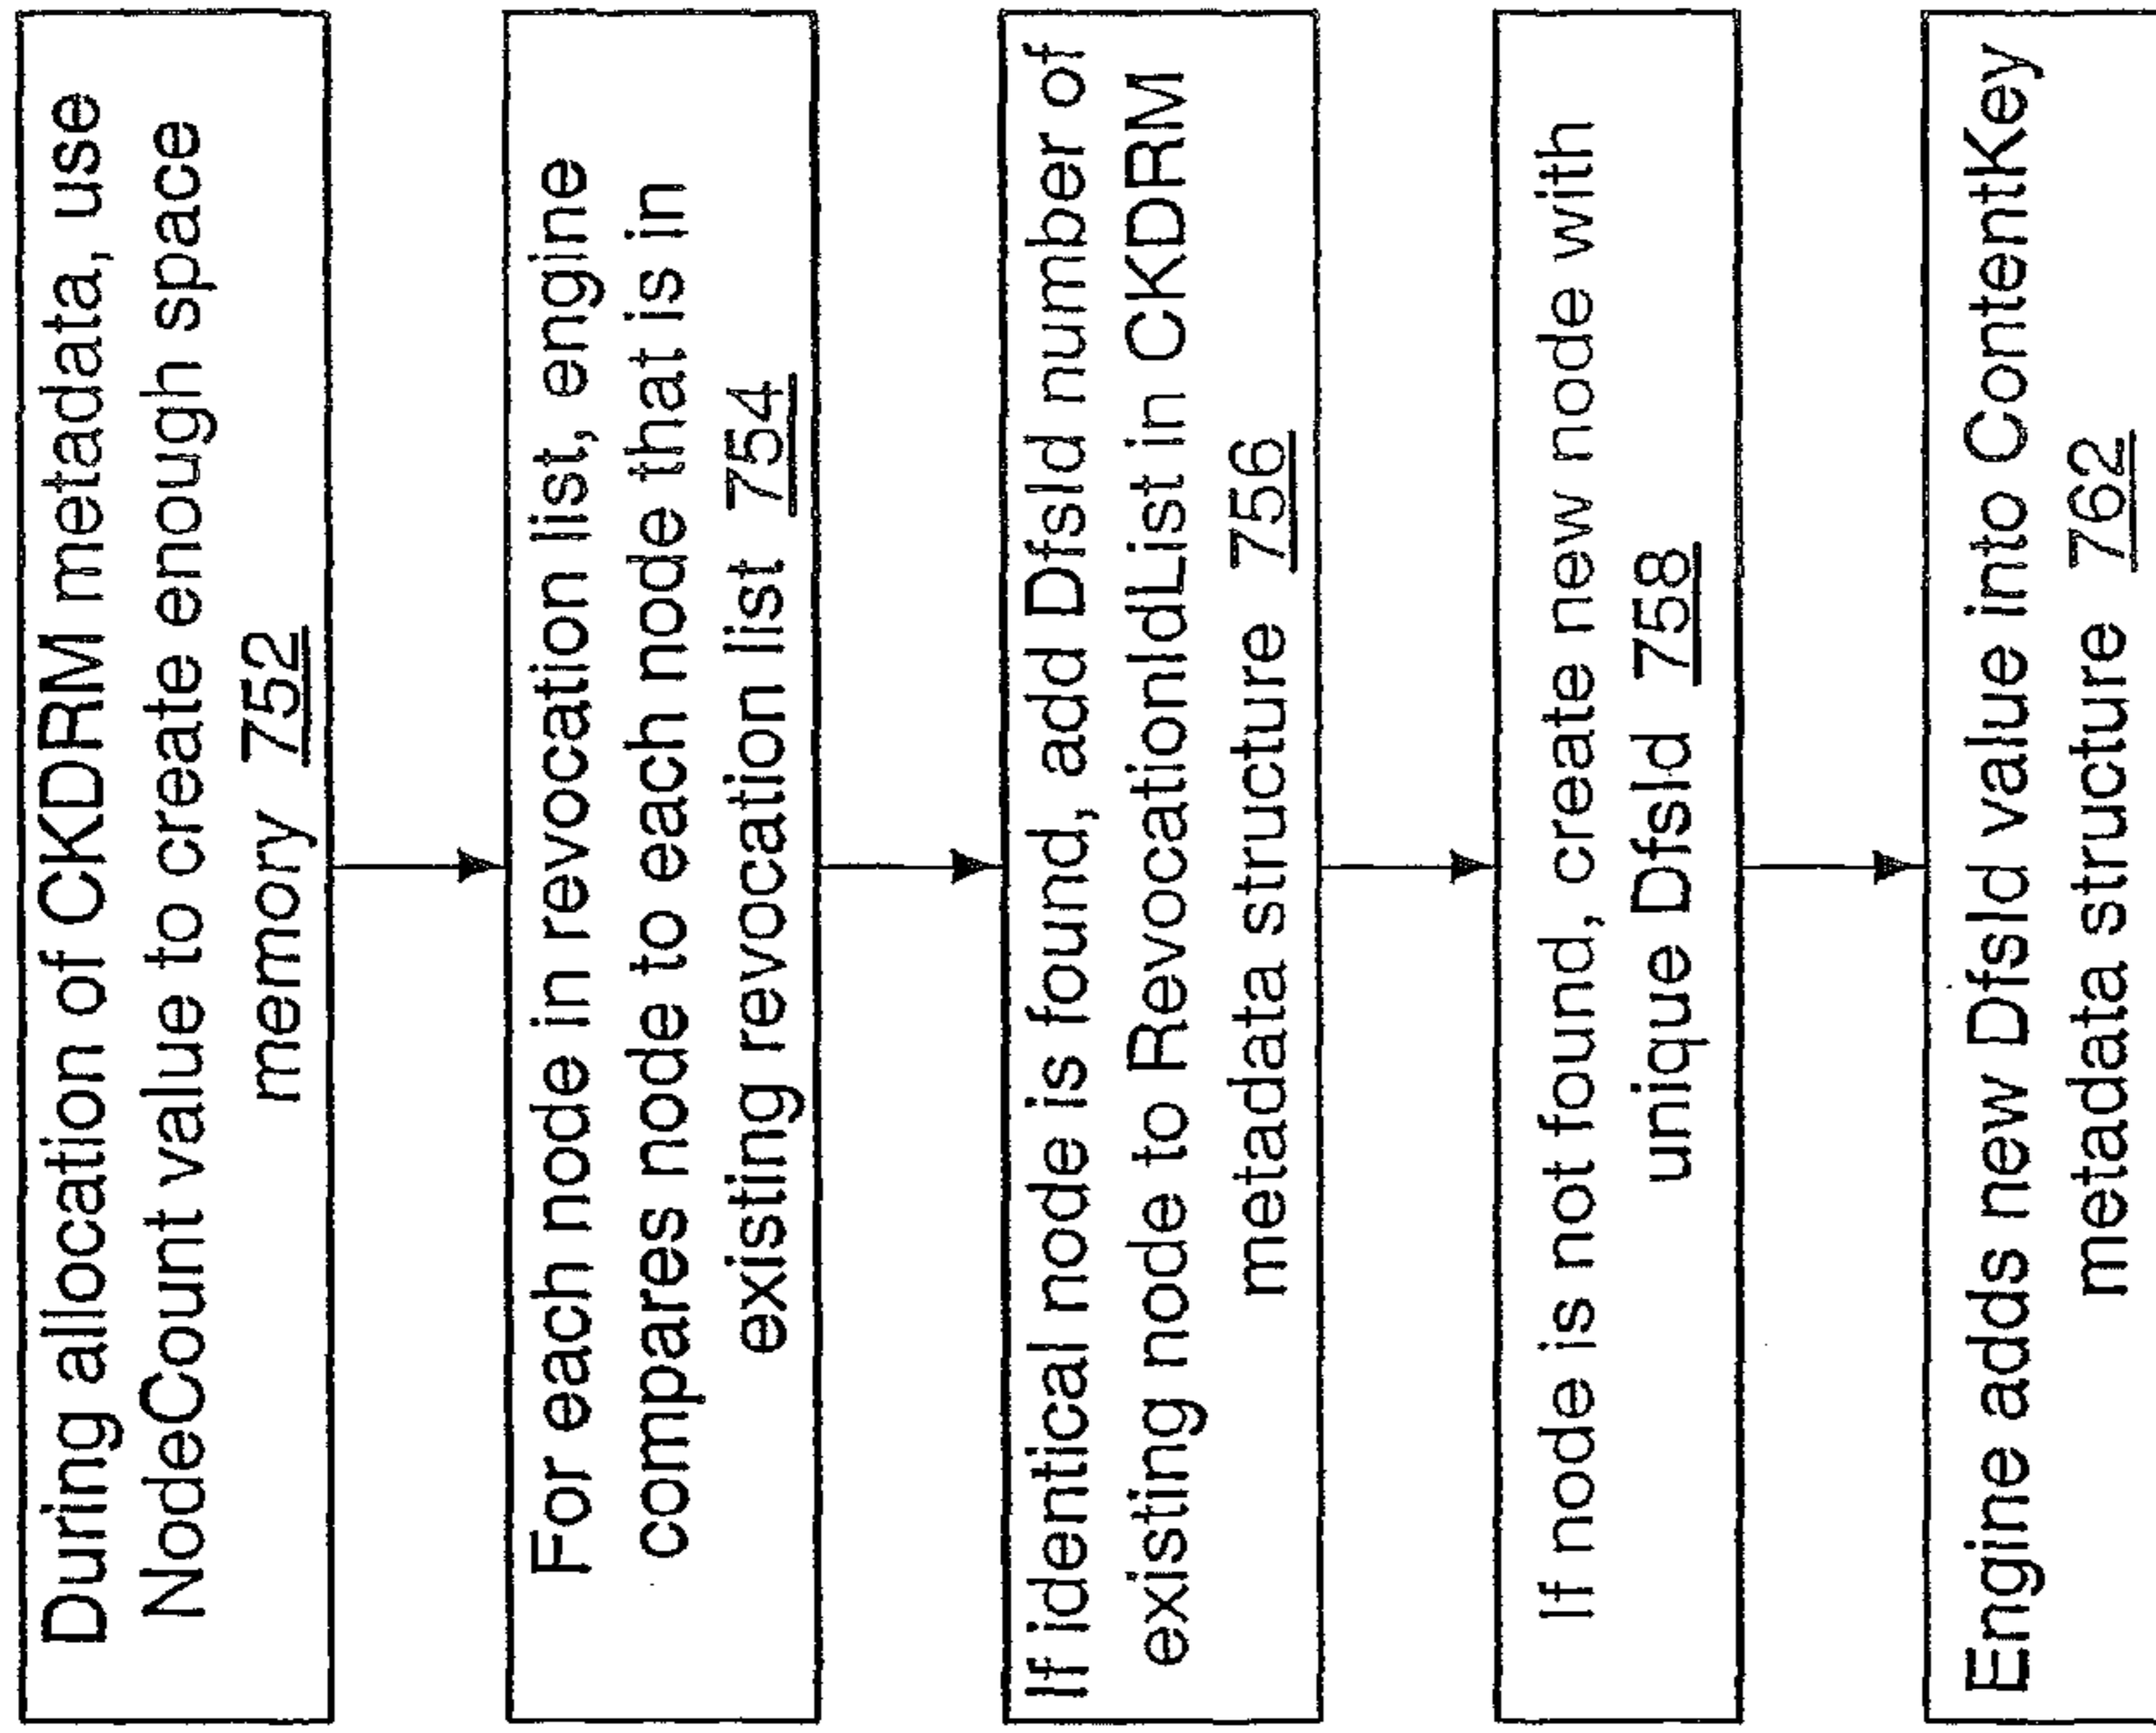 During allocation of CKDRM metadata, use
NodeCount value to create enough space
memory 752
For each node in revocation list, engine
compares node to each node that is in
existing revocation list 754
If identical node is found, add DfsId number of
existing node to RevocationIdList in CKDRM
metadata structure 756
If node is not found, create new node with
unique DfsId 758
Engine adds new DfsId value into ContentKey
metadata structure 762